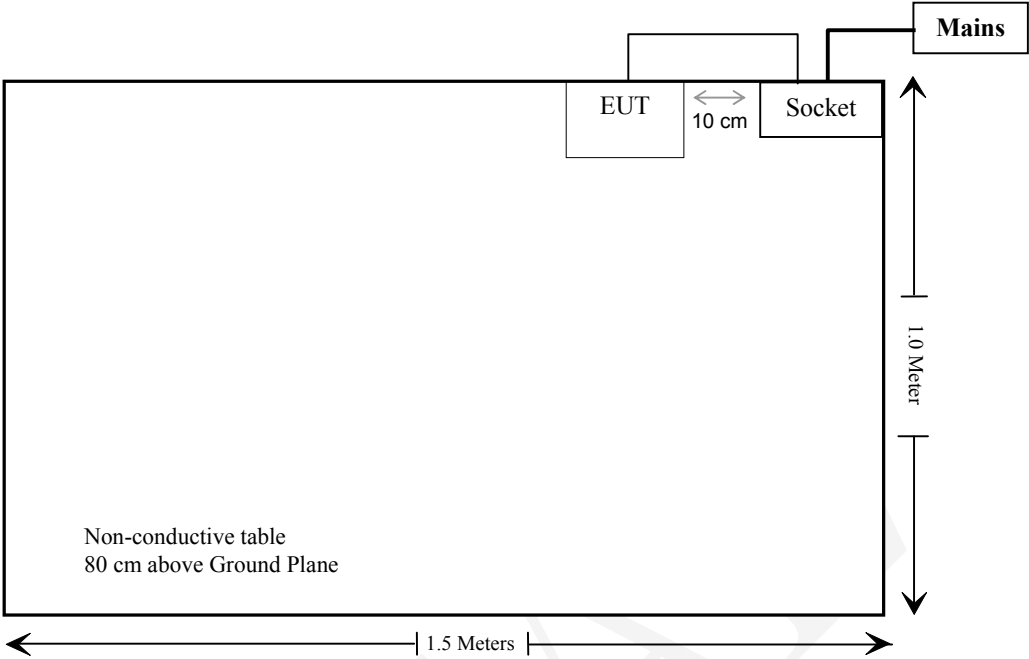 Mains
EUT
10 cm
Socket
1.0 Meter
Non-conductive table
80 cm above Ground Plane
1.5 Meters